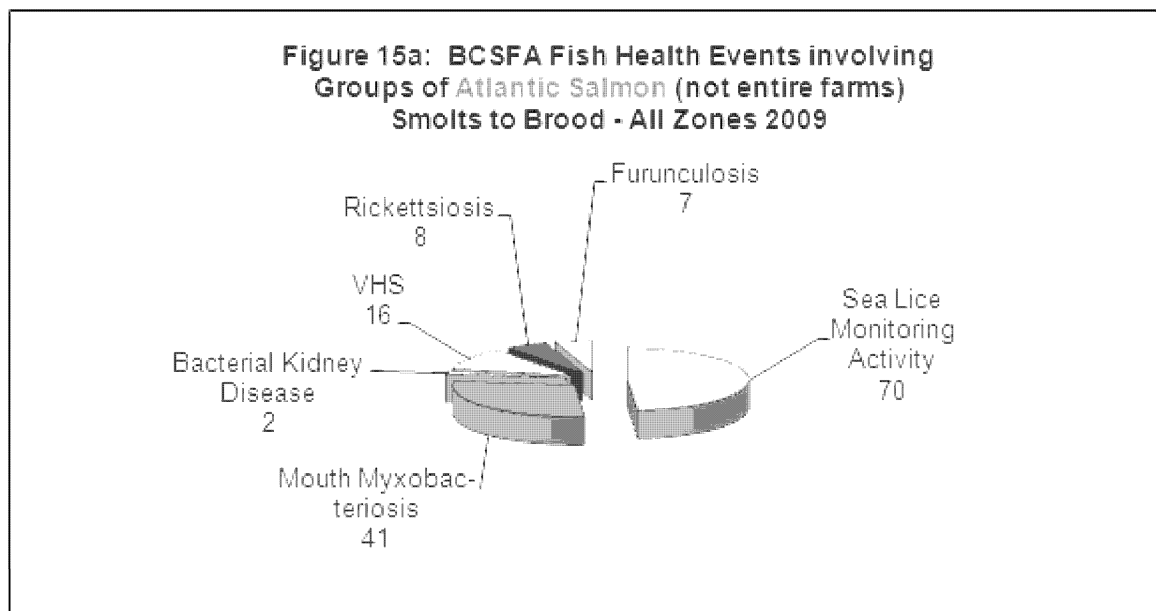 Figure 15a: BCSFA Fish Health Events involving
Groups of Atlantic Salmon (not entire farms)
Smolts to Brood - All Zones 2009
Furunculosis
7
Rickettsiosis
8
VHS
16
Sea Lice
Monitoring
Activity
70
Bacterial Kidney
Disease
2
Mouth Myxobac-
teriosis
41